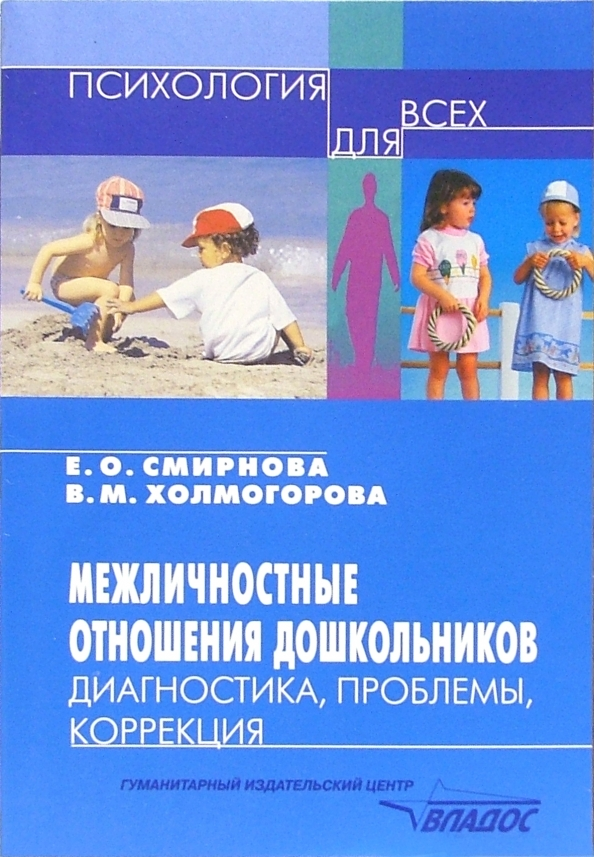 ПСИХОЛОГИЯ
ДЛЯ
ВСЕХ
Е. О. СМИРНОВА
В. М. ХОЛМОГОРОВА
МЕЖЛИЧНОСТНЫЕ
ОТНОШЕНИЯ ДОШКОЛЬНИКОВ
ДИАГНОСТИКА, ПРОБЛЕМЫ,
КОРРЕКЦИЯ
ГУМАНИТАРНЫЙ ИЗДАТЕЛЬСКИЙ ЦЕНТР
ВЛАДОС